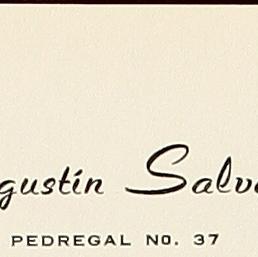 gustín Salv
PEDREGAL NO. 37